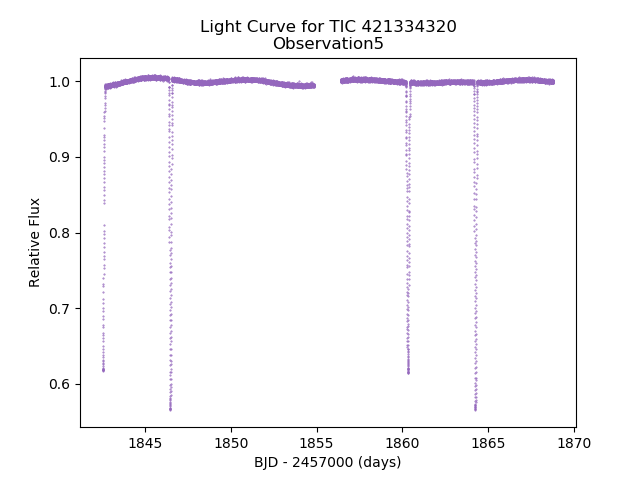 Light Curve for TIC 421334320
Observation5
Relative Flux
1.0
0.9
0.8
0.7
0.6
1845 1850 1855 1860 1865 1870
BJD - 2457000 (days)